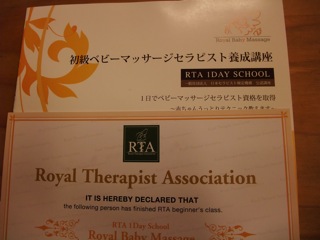 Royal Baby Massage
初級ベビーマッサージセラピスト養成講座
RTA 1DAY SCHOOL
1日でベビーマッサージセラピスト資格を取得
RTA
Royal Therapist Association
IT IS HEREBY DECLARED THAT
the following person has finished RTA beginner's class.
RTA 1Day School
Royal Baby Massage